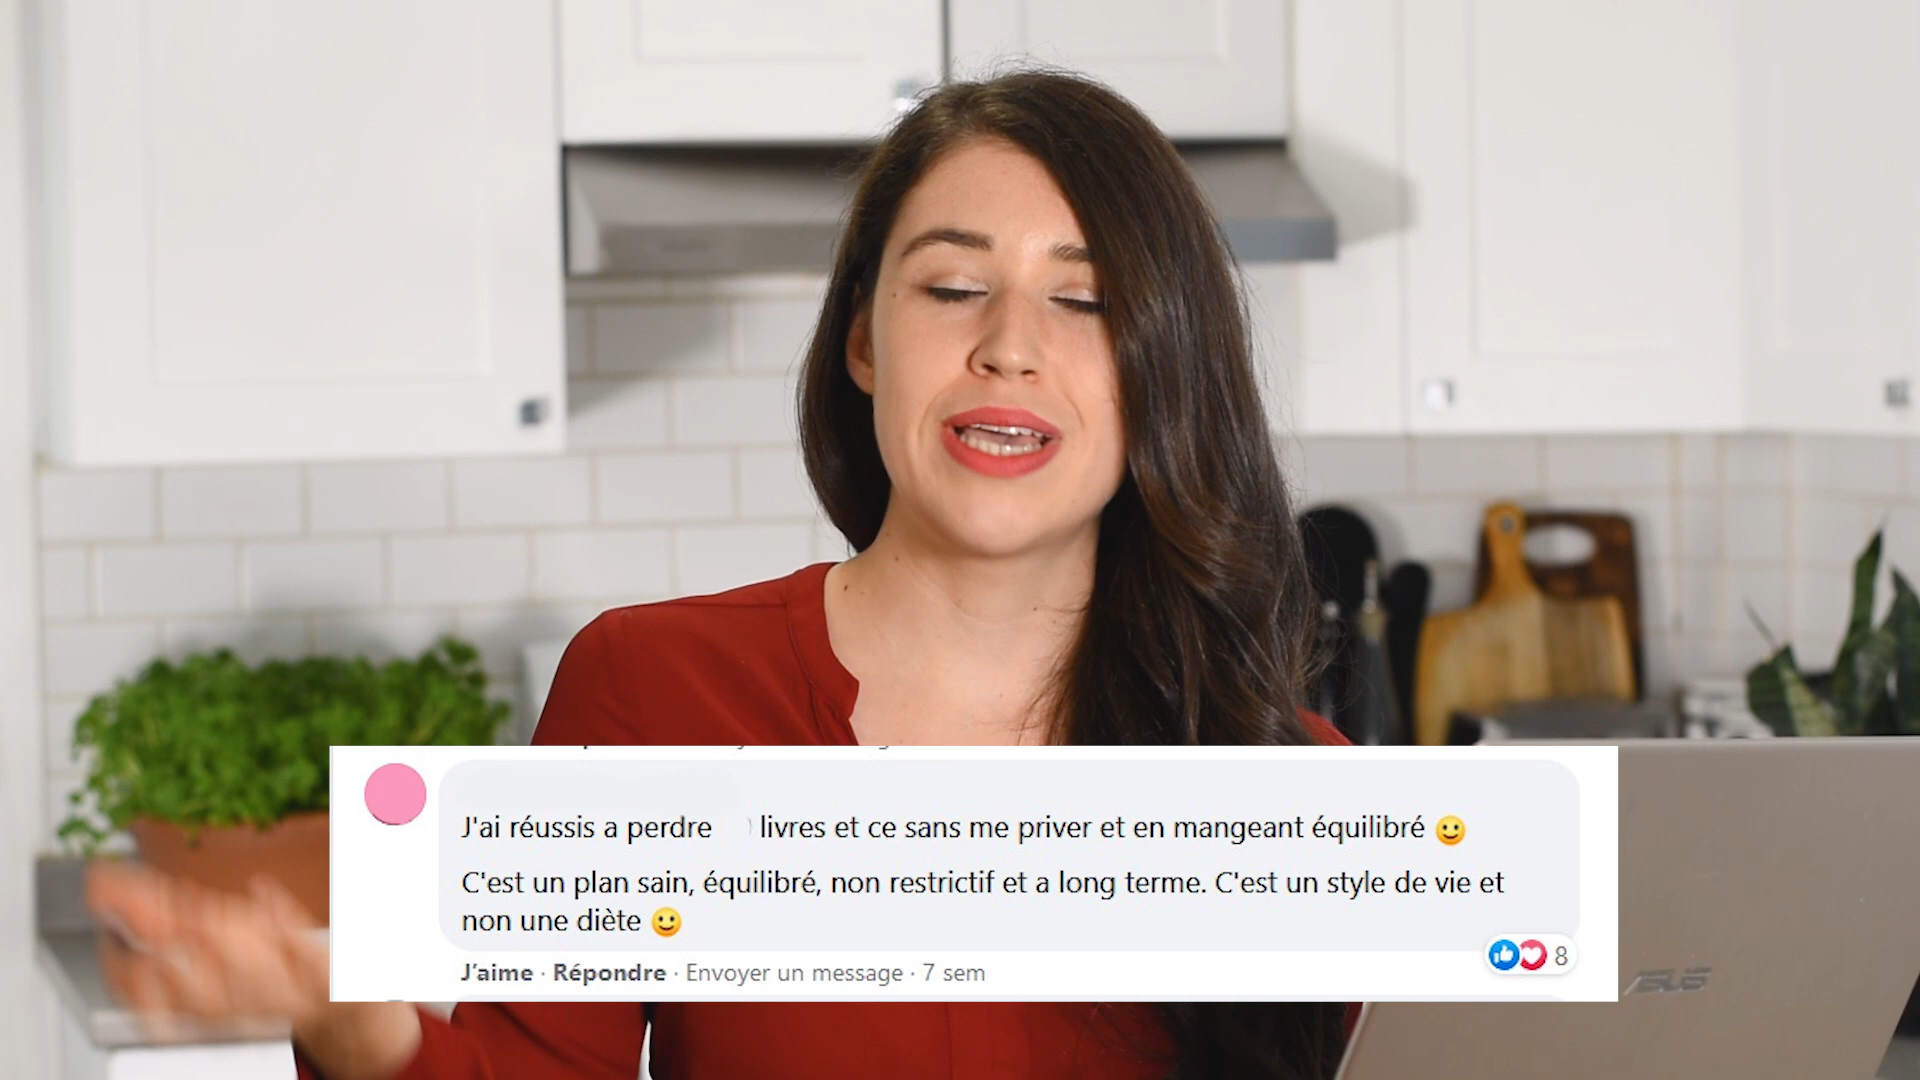 J'ai réussis a perdre livres et ce sans me priver et en mangeant équilibré 🙂
C'est un plan sain, équilibré, non restrictif et a long terme. C'est un style de vie et
non une diète 🙂
J'aime · Répondre · Envoyer un message · 7 sem
8
ASUS